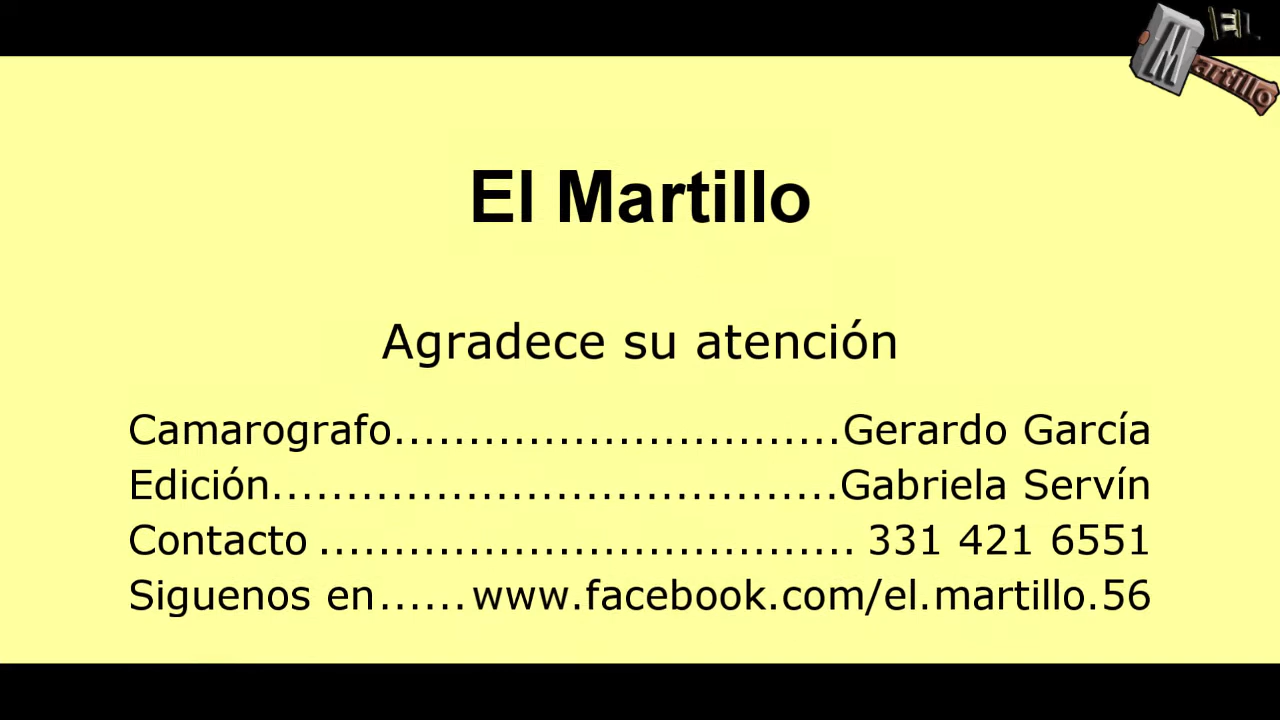 EL
Martillo
El Martillo
Agradece su atención
Camarografo..............................Gerardo García
Edición......................................Gabriela Servín
Contacto .................................... 331 421 6551
Siguenos en......www.facebook.com/el.martillo.56